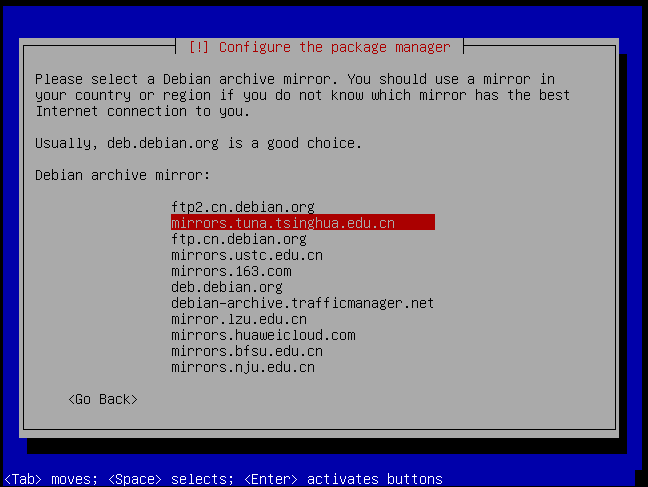 [!] Configure the package manager
Please select a Debian archive mirror. You should use a mirror in
your country or region if you do not know which mirror has the best
Internet connection to you.
Usually, deb.debian.org is a good choice.
Debian archive mirror:
ftp2.cn.debian.org
mirrors.tuna.tsinghua.edu.cn
ftp.cn.debian.org
mirrors.ustc.edu.cn
mirrors.163.com
deb.debian.org
debian-archive.trafficmanager.net
mirror.lzu.edu.cn
mirrors.huaweicloud.com
mirrors.bfsu.edu.cn
mirrors.nju.edu.cn
<Go Back>
<Tab> moves; <Space> selects; <Enter> activates buttons